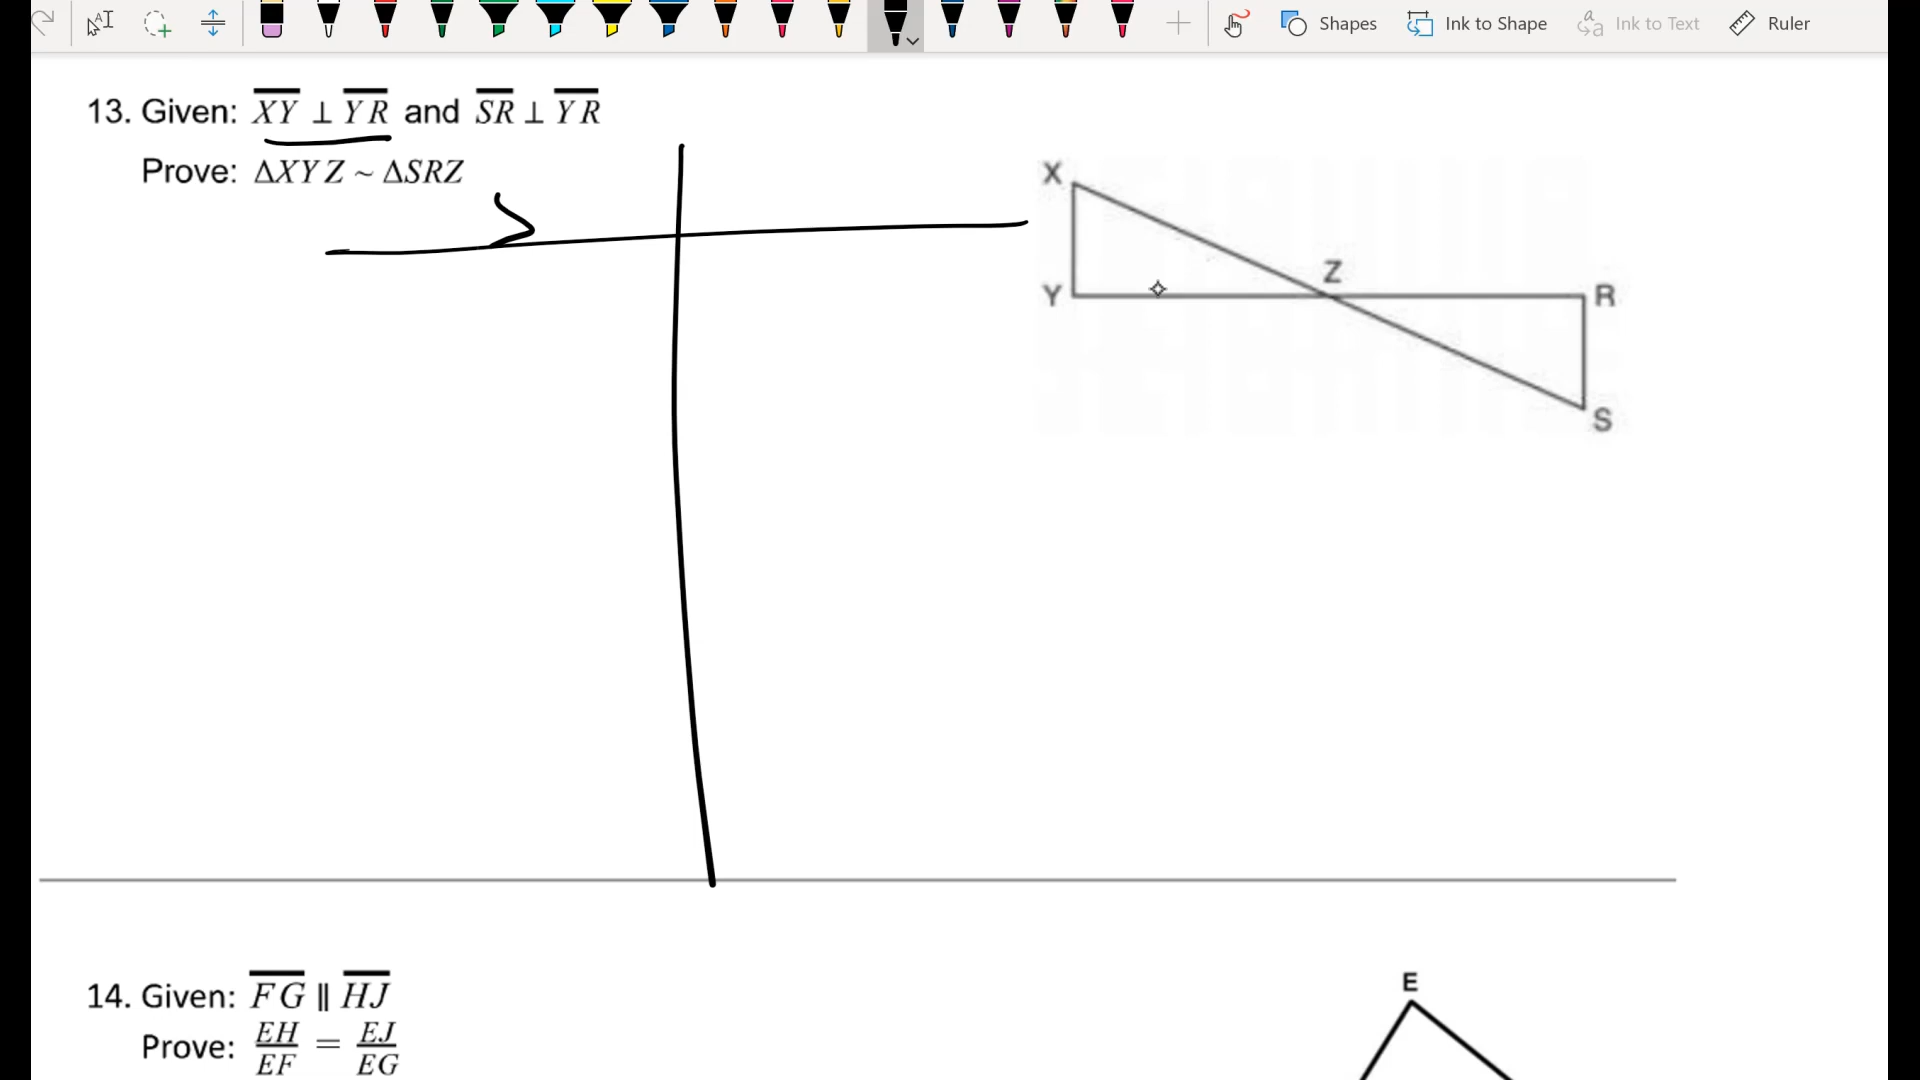 Shapes Ink to Shape Ink to Text Ruler
13. Given: XY ⊥ YR and SR ⊥ YR
Prove: ΔXYZ ~ ΔSRZ
X
Z
Y
R
S
14. Given: FG ∥ HJ
Prove: EH/EF = EJ/EG
E